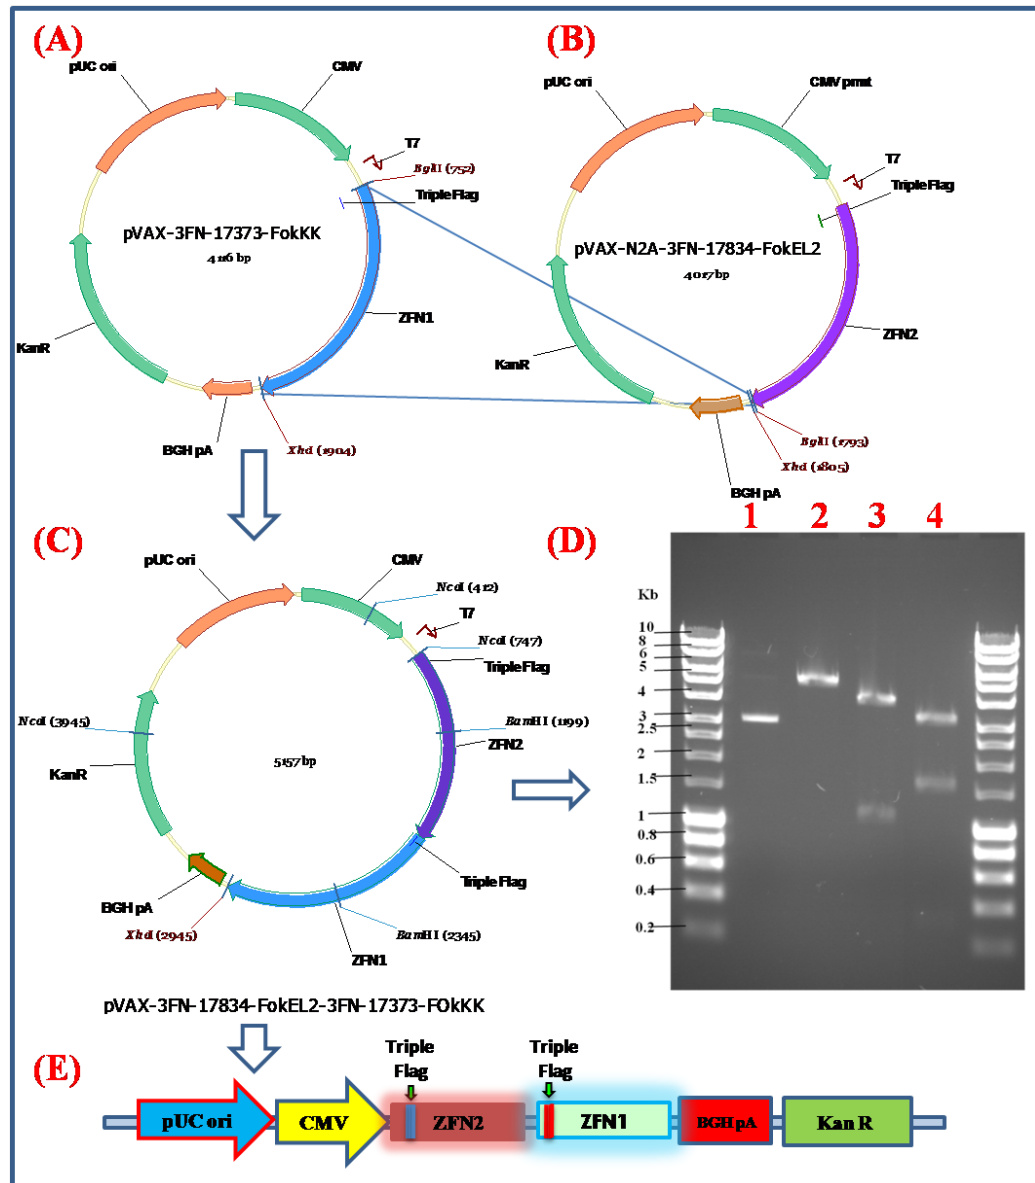 (A)
pUC ori
CMV
T7
BglII (752)
Triple Flag
pVAX-3FN-17373-FokKK
4116 bp
ZFN1
KanR
BGH pA
XhoI (1904)
(B)
pUC ori
CMV pmt
T7
Triple Flag
pVAX-N2A-3FN-17834-FokEL2
4017 bp
ZFN2
KanR
BglII (1793)
XhoI (1805)
BGH pA
(C)
pUC ori
CMV
NcoI (412)
T7
NcoI (747)
Triple Flag
NcoI (3945)
BamHI (1199)
ZFN2
5157 bp
KanR
Triple Flag
BGH pA
XhoI (2945)
BamHI (2345)
ZFN1
pVAX-3FN-17834-FokEL2-3FN-17373-FOkKK
(D)
1 2 3 4
Kb
10
8
6
5
4
3
2.5
2
1.5
1
0.8
0.6
0.4
0.2
(E)
Triple Flag
Triple Flag
pUC ori
CMV
ZFN2
ZFN1
BGH pA
Kan R